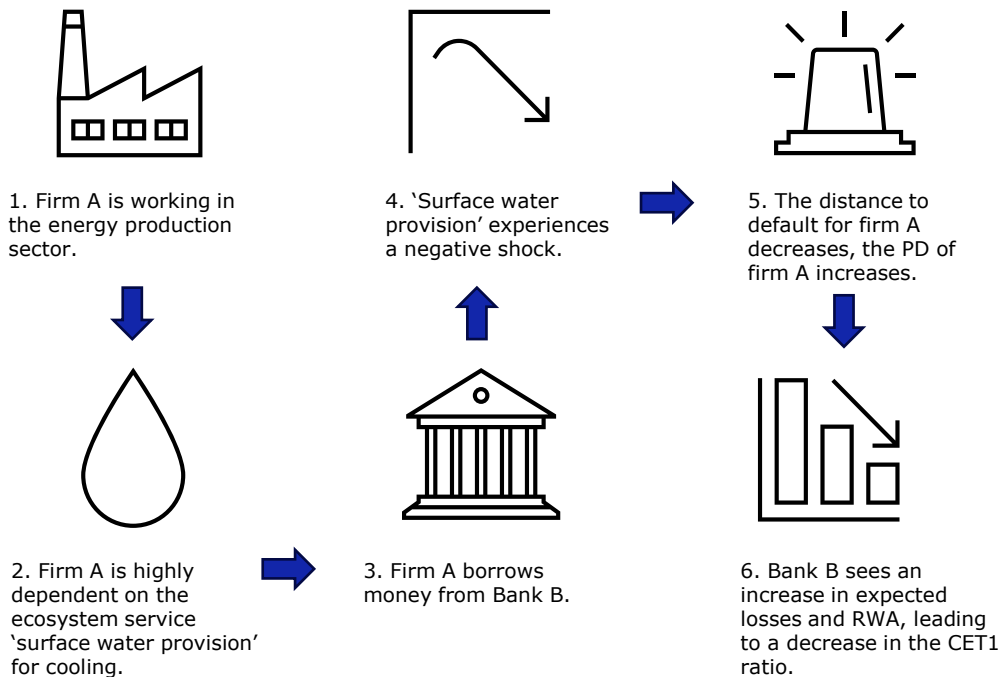 1. Firm A is working in
the energy production
sector.
2. Firm A is highly
dependent on the
ecosystem service
‘surface water provision’
for cooling.
3. Firm A borrows
money from Bank B.
4. ‘Surface water
provision’ experiences
a negative shock.
5. The distance to
default for firm A
decreases, the PD of
firm A increases.
6. Bank B sees an
increase in expected
losses and RWA, leading
to a decrease in the CET1
ratio.